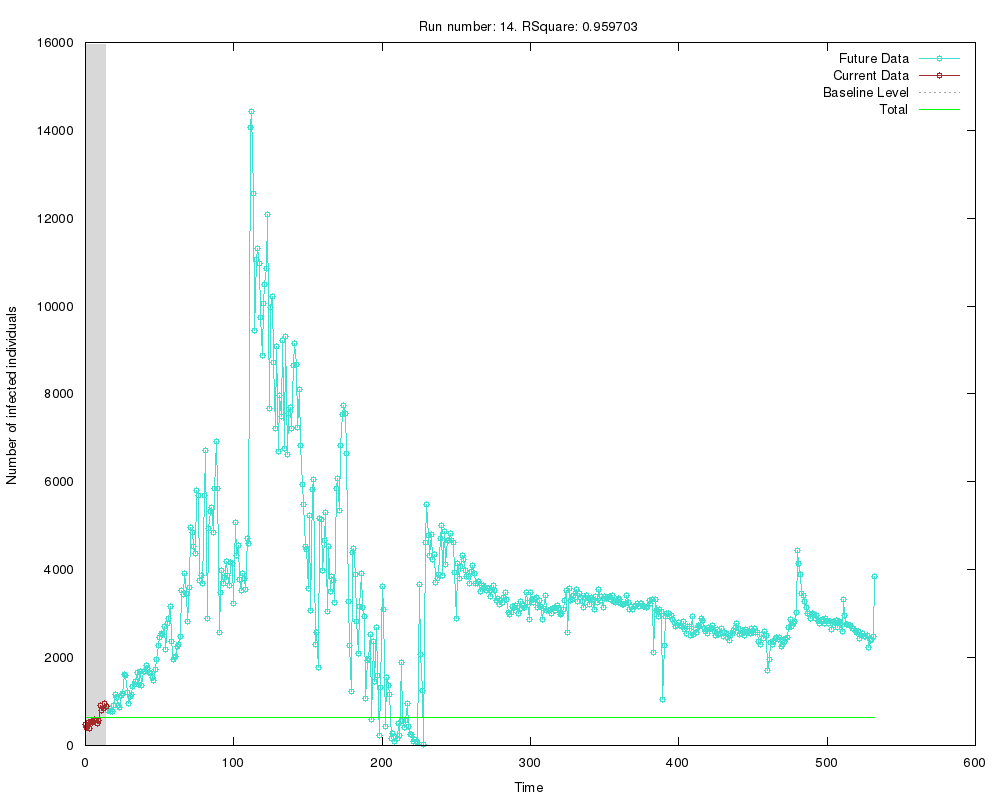 Run number: 14. RSquare: 0.959703
Future Data
Current Data
Baseline Level
Total
16000
14000
12000
10000
8000
6000
4000
2000
0
Number of infected individuals
0 100 200 300 400 500 600
Time